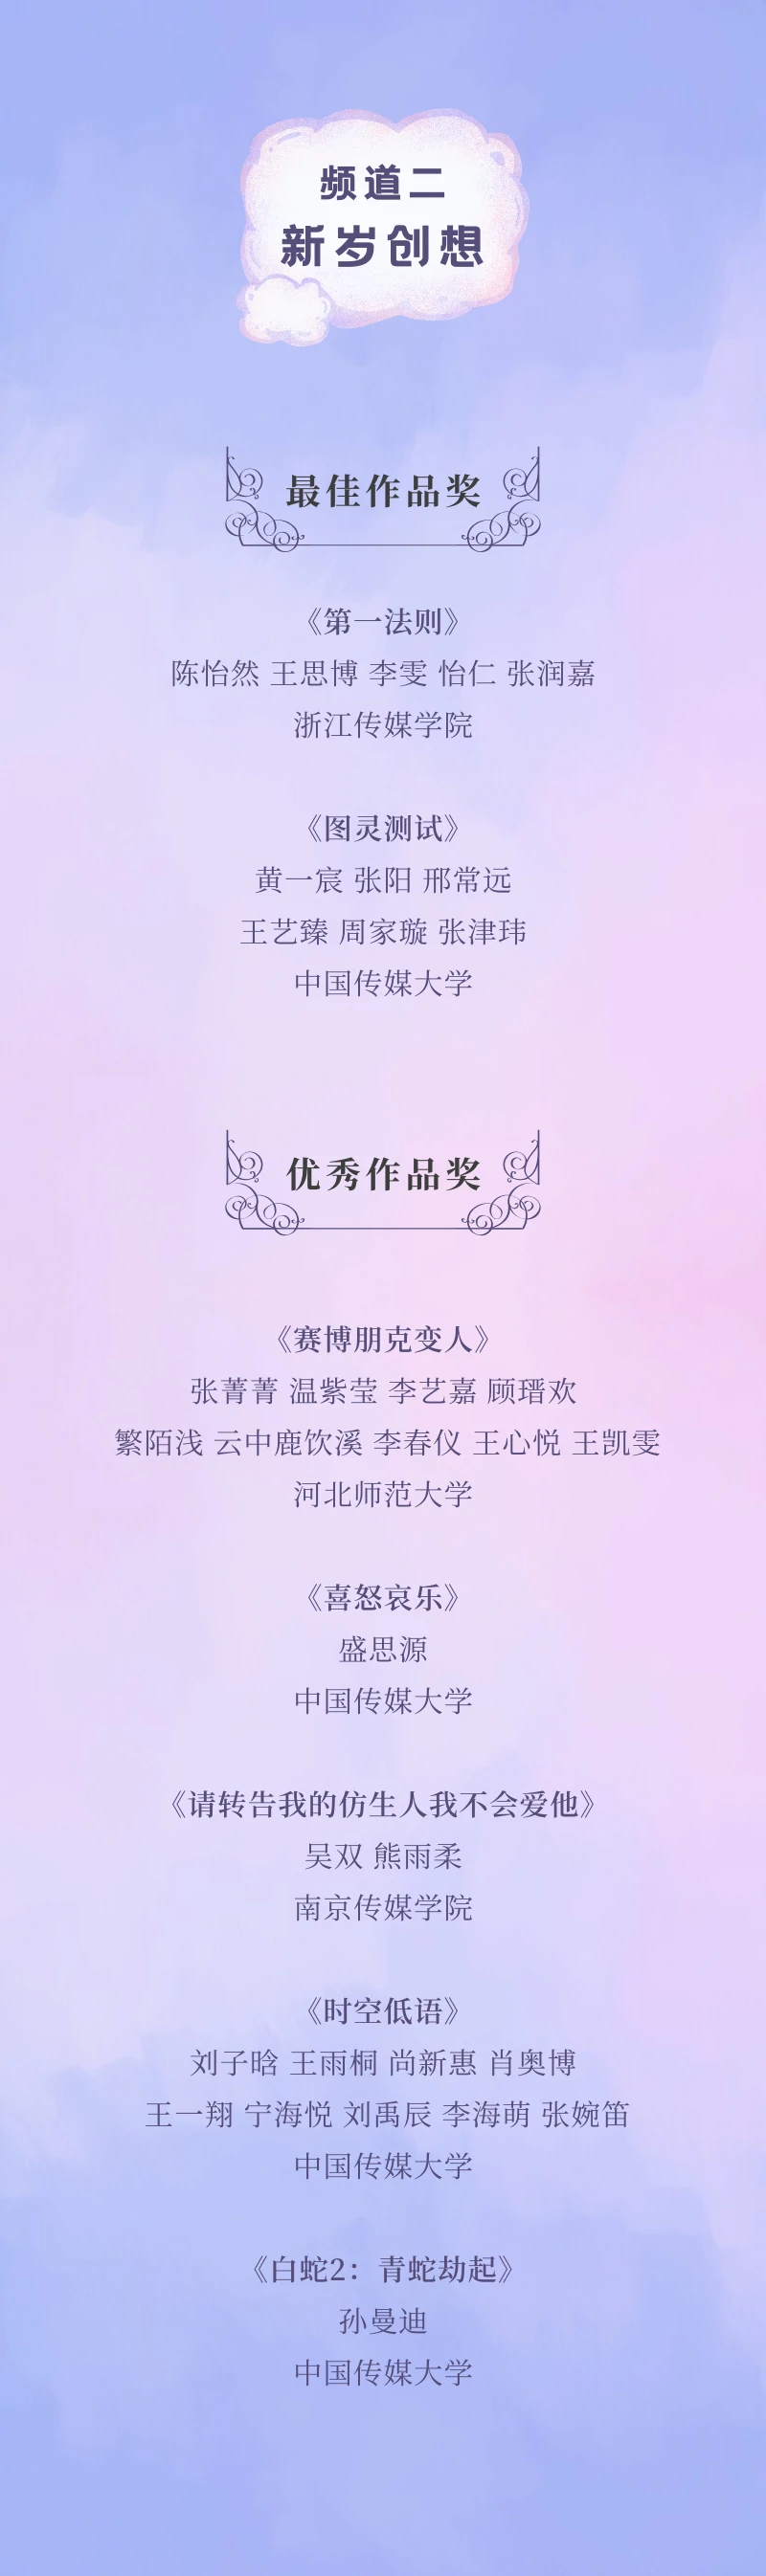 频道二
新岁创想
最佳作品奖
《第一法则》
陈怡然 王思博 李雯 怡仁 张润嘉
浙江传媒学院
《图灵测试》
黄一宸 张阳 邢常远
王艺臻 周家璇 张津玮
中国传媒大学
优秀作品奖
《赛博朋克变人》
张菁菁 温紫莹 李艺嘉 顾瑨欢
繁陌浅 云中鹿饮溪 李春仪 王心悦 王凯雯
河北师范大学
《喜怒哀乐》
盛思源
中国传媒大学
《请转告我的仿生人我不会爱他》
吴双 熊雨柔
南京传媒学院
《时空低语》
刘子晗 王雨桐 尚新惠 肖奥博
王一翔 宁海悦 刘禹辰 李海萌 张婉笛
中国传媒大学
《白蛇2：青蛇劫起》
孙曼迪
中国传媒大学